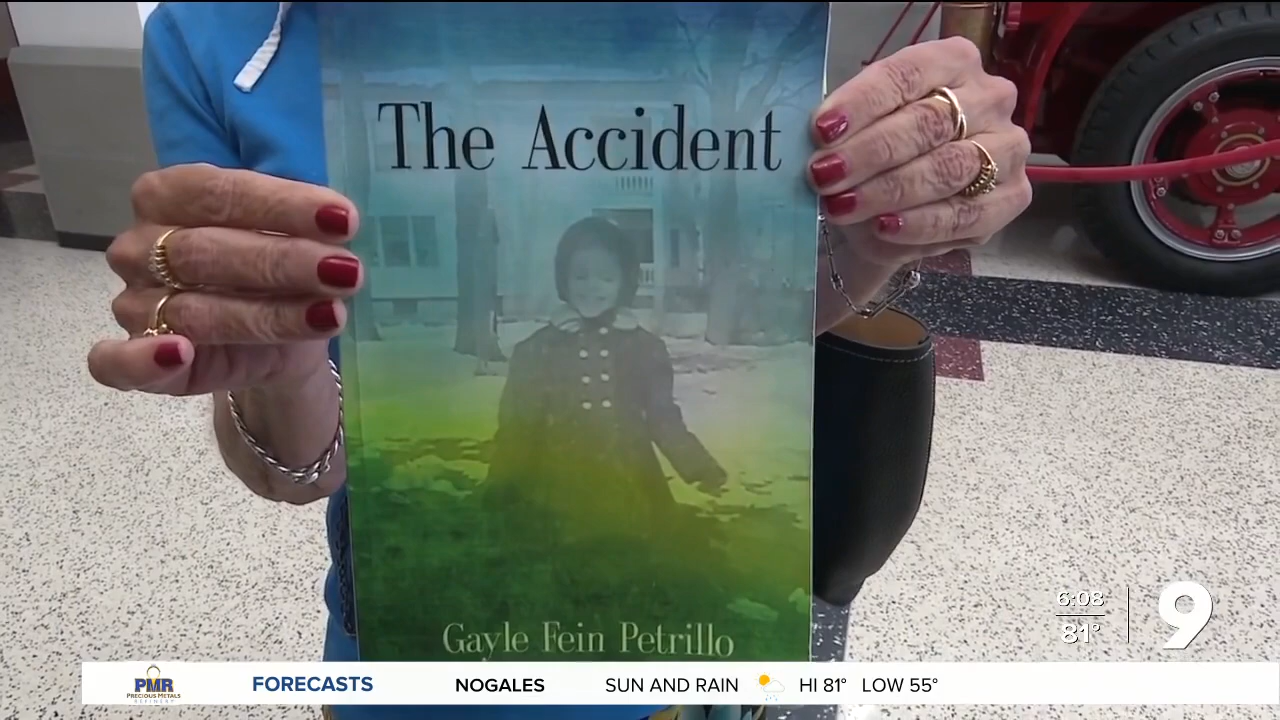 The Accident
Gayle Fein Petrillo
6:08
81°
9
PMR
PRECIOUS METALS
REFINERY
FORECASTS
NOGALES
SUN AND RAIN
HI 81° LOW 55°